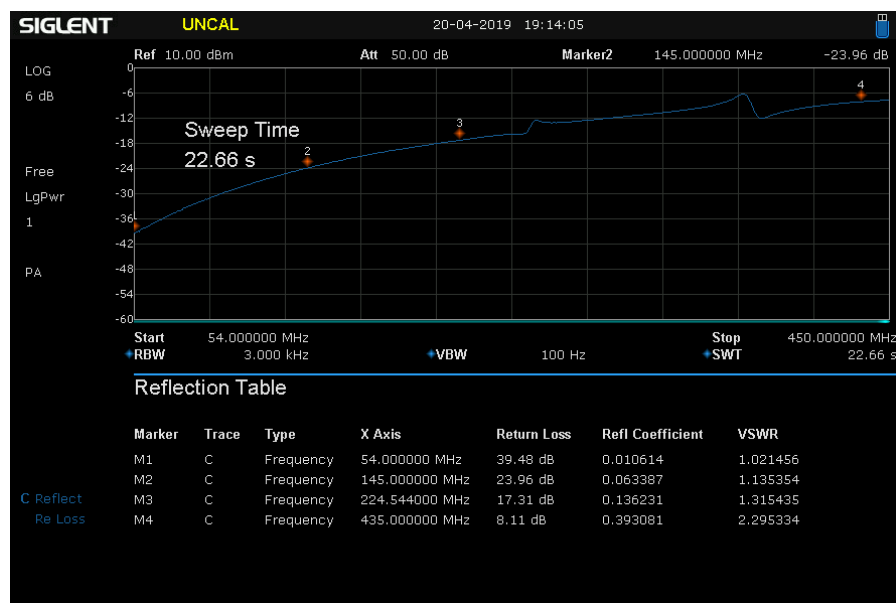 SIGLENT UNCAL 20-04-2019 19:14:05
Ref 10.00 dBm Att 50.00 dB Marker2 145.000000 MHz -23.96 dB
LOG
6 dB
Free
LgPwr
1
PA
0
-6
-12
-18
-24
-30
-36
-42
-48
-54
-60
Sweep Time
22.66 s
2
3
4
Start 54.000000 MHz Stop 450.000000 MHz
RBW 3.000 kHz VBW 100 Hz SWT 22.66 s
Reflection Table
Marker Trace Type X Axis Return Loss Refl Coefficient VSWR
M1 C Frequency 54.000000 MHz 39.48 dB 0.010614 1.021456
M2 C Frequency 145.000000 MHz 23.96 dB 0.063387 1.135354
M3 C Frequency 224.544000 MHz 17.31 dB 0.136231 1.315435
M4 C Frequency 435.000000 MHz 8.11 dB 0.393081 2.295334
C Reflect
Re Loss